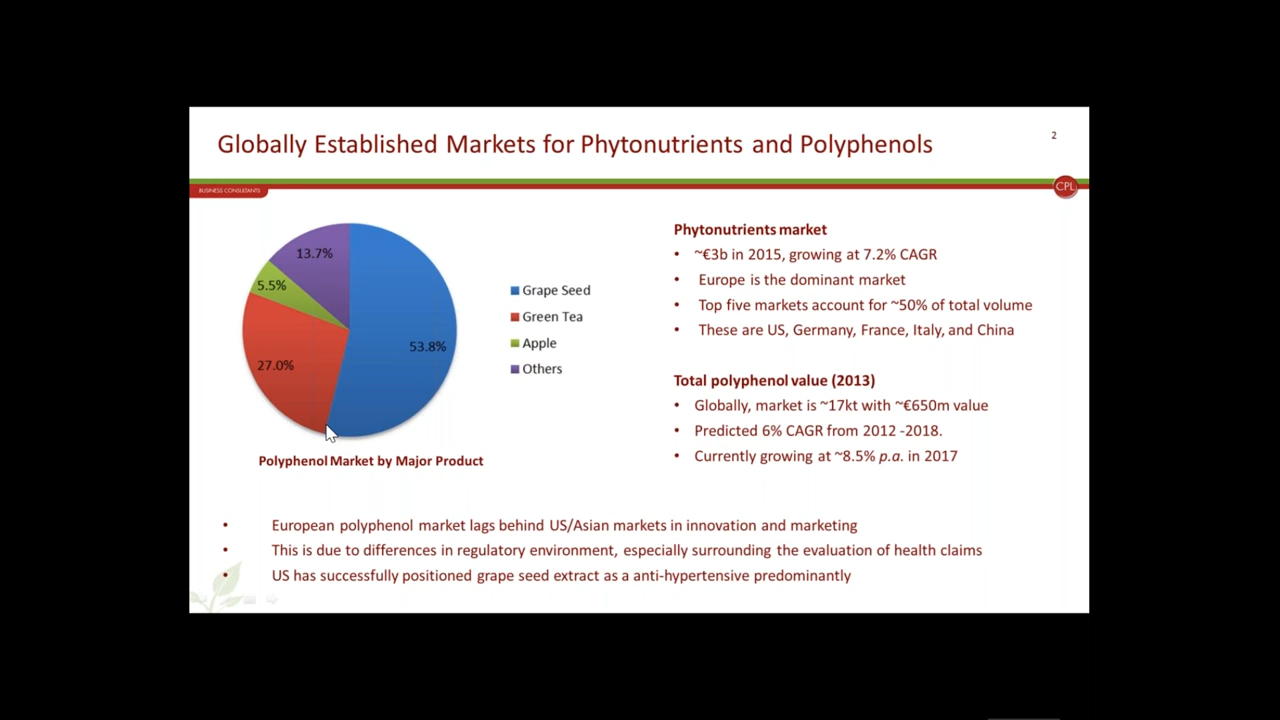 Globally Established Markets for Phytonutrients and Polyphenols
2
BUSINESS CONSULTANTS
CPL
13.7%
5.5%
53.8%
27.0%
Grape Seed
Green Tea
Apple
Others
Polyphenol Market by Major Product
Phytonutrients market
• ~€3b in 2015, growing at 7.2% CAGR
• Europe is the dominant market
• Top five markets account for ~50% of total volume
• These are US, Germany, France, Italy, and China
Total polyphenol value (2013)
• Globally, market is ~17kt with ~€650m value
• Predicted 6% CAGR from 2012 -2018.
• Currently growing at ~8.5% p.a. in 2017
• European polyphenol market lags behind US/Asian markets in innovation and marketing
• This is due to differences in regulatory environment, especially surrounding the evaluation of health claims
• US has successfully positioned grape seed extract as a anti-hypertensive predominantly